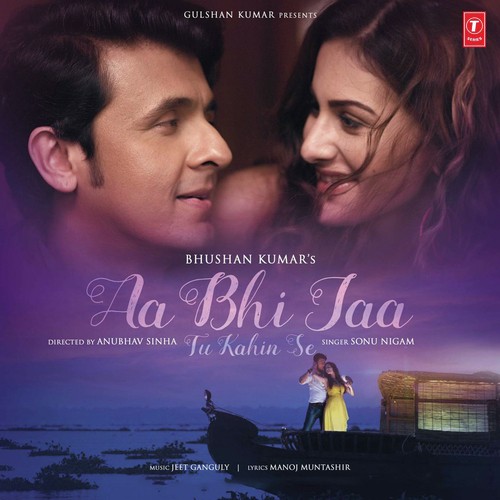 GULSHAN KUMAR PRESENTS
T
SERIES
BHUSHAN KUMAR'S
Aa Bhi Jaa
DIRECTED BY ANUBHAV SINHA Tu Kahin Se SINGER SONU NIGAM
MUSIC JEET GANGULY | LYRICS MANOJ MUNTASHIR